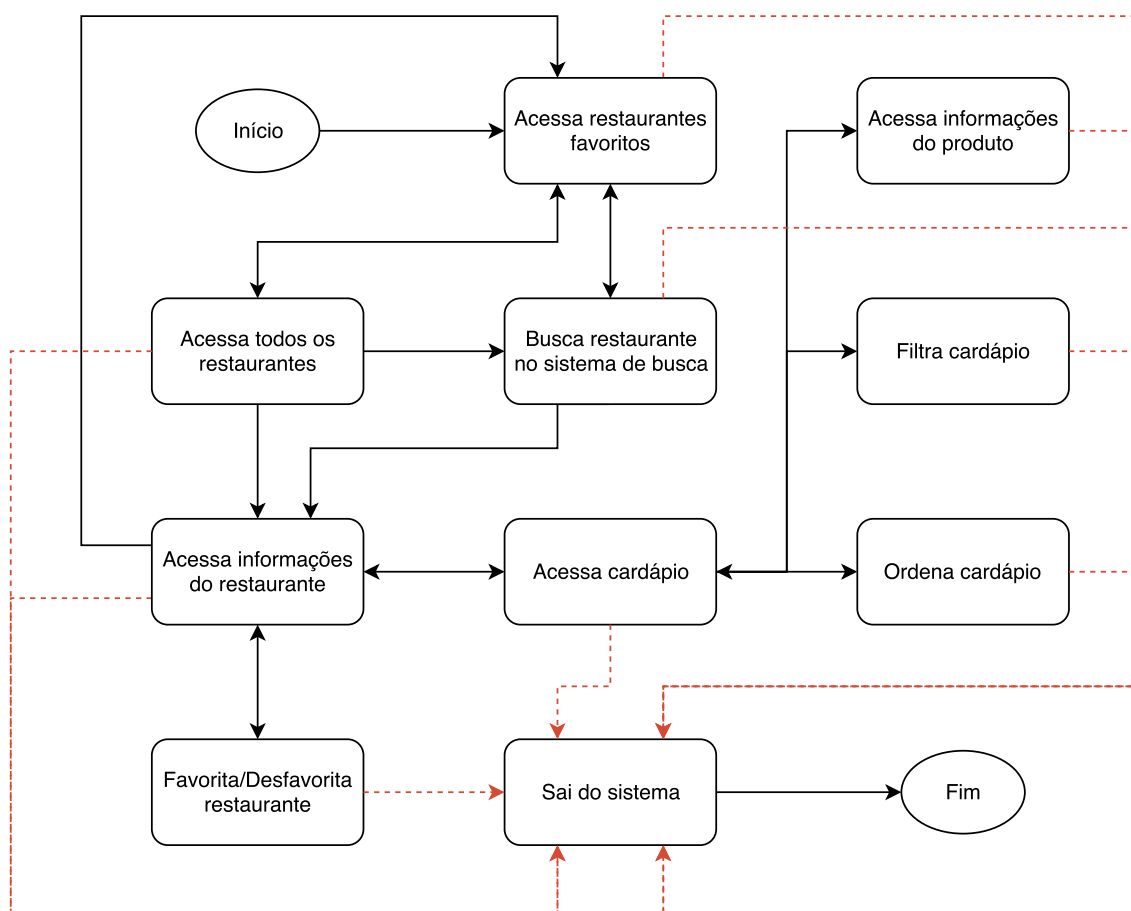 Início
Acessa restaurantes
favoritos
Acessa informações
do produto
Acessa todos os
restaurantes
Busca restaurante
no sistema de busca
Filtra cardápio
Acessa informações
do restaurante
Acessa cardápio
Ordena cardápio
Favorita/Desfavorita
restaurante
Sai do sistema
Fim